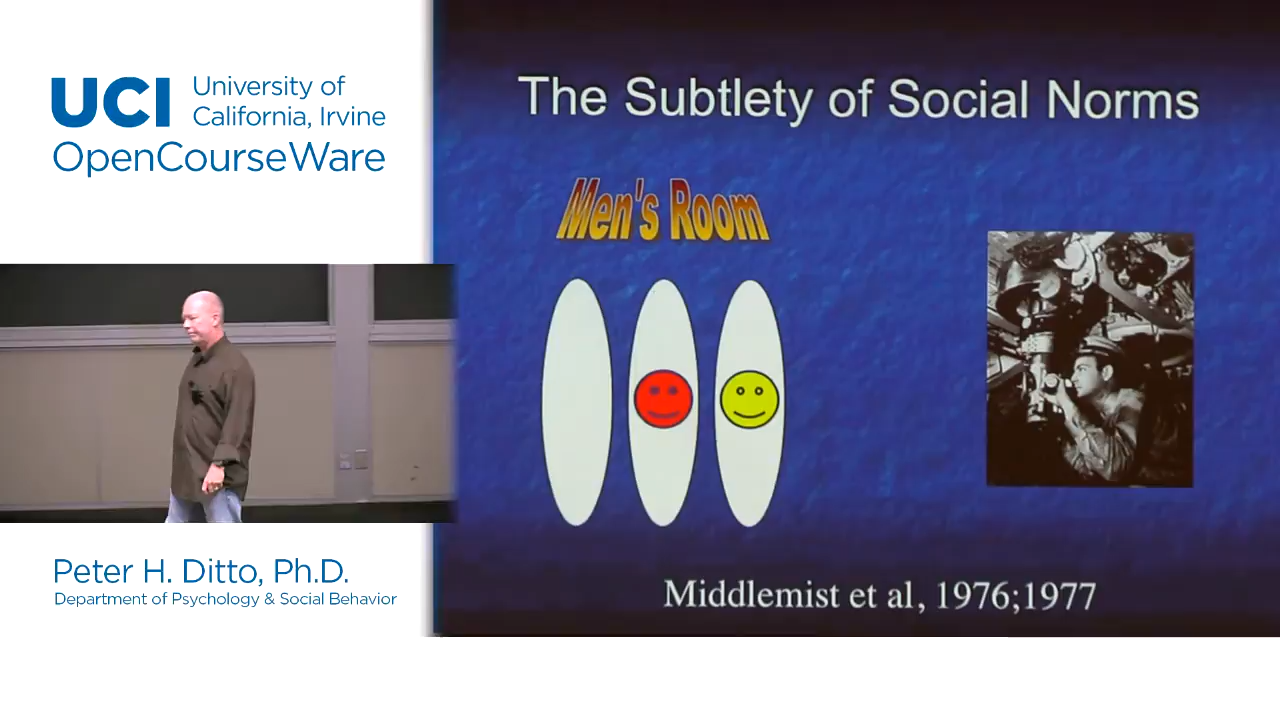 UCI University of
California, Irvine
OpenCourseWare
The Subtlety of Social Norms
Men's Room
Middlemist et al, 1976;1977
Peter H. Ditto, Ph.D.
Department of Psychology & Social Behavior